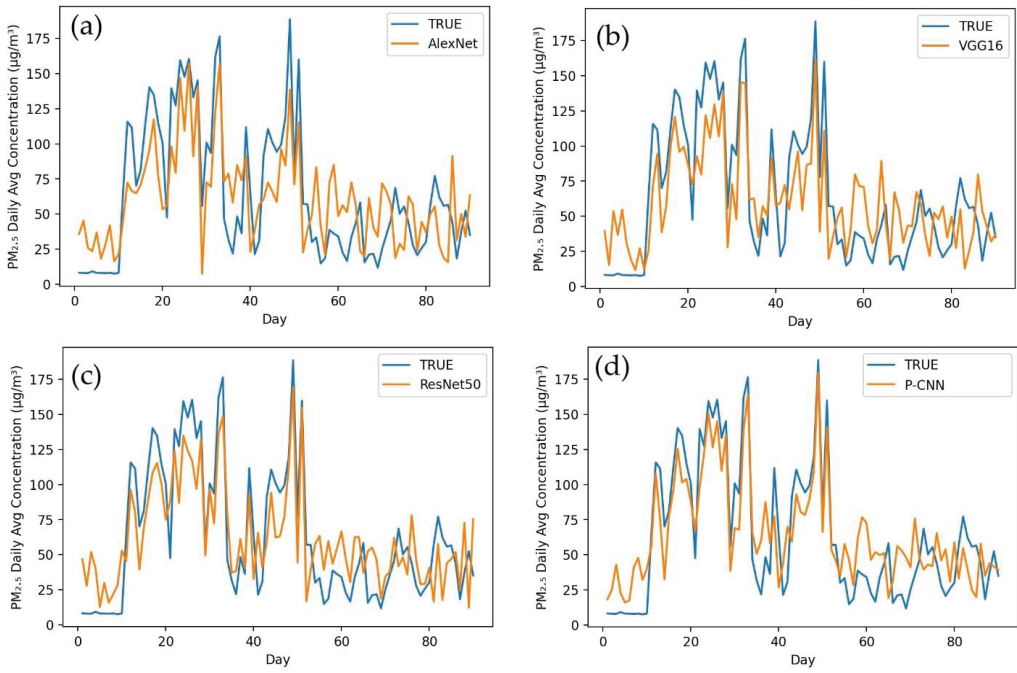 (a)
TRUE
AlexNet
PM₂.₅ Daily Avg Concentration (µg/m³)
175
150
125
100
75
50
25
0
0 20 40 60 80
Day
(b)
TRUE
VGG16
PM₂.₅ Daily Avg Concentration (µg/m³)
175
150
125
100
75
50
25
0
0 20 40 60 80
Day
(c)
TRUE
ResNet50
PM₂.₅ Daily Avg Concentration (µg/m³)
175
150
125
100
75
50
25
0
0 20 40 60 80
Day
(d)
TRUE
P-CNN
PM₂.₅ Daily Avg Concentration (µg/m³)
175
150
125
100
75
50
25
0
0 20 40 60 80
Day